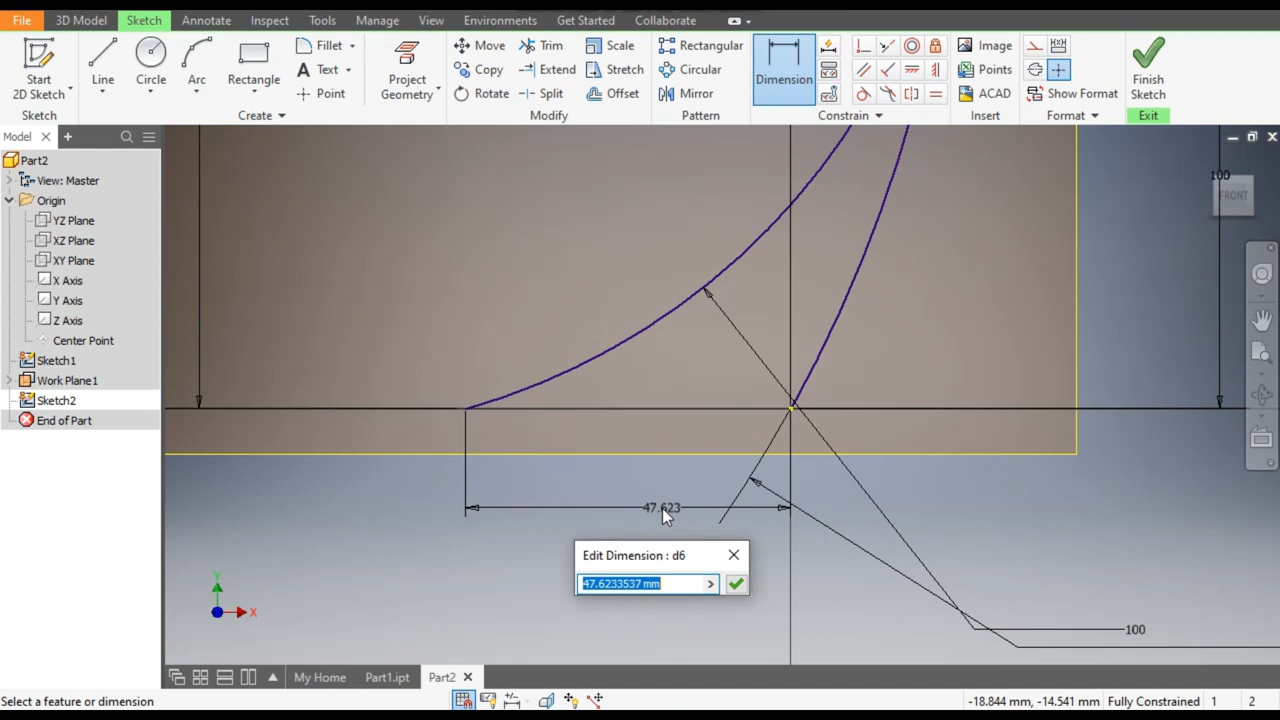 File 3D Model Sketch Annotate Inspect Tools Manage View Environments Get Started Collaborate
Start 2D Sketch
Line
Circle
Arc
Rectangle
Fillet
Text
Point
Project Geometry
Move Trim Scale
Copy Extend Stretch
Rotate Split Offset
Rectangular
Circular
Mirror
Dimension
Image
Points
ACAD
Show Format
Finish Sketch
Sketch Create Modify Pattern Constrain Insert Format Exit
Model
Part2
View: Master
Origin
YZ Plane
XZ Plane
XY Plane
X Axis
Y Axis
Z Axis
Center Point
Sketch1
Work Plane1
Sketch2
End of Part
100
FRONT
47.623
Edit Dimension : d6
47.6233537 mm
100
Y
X
My Home Part1.ipt Part2
Select a feature or dimension
-18.844 mm, -14.541 mm Fully Constrained 1 2